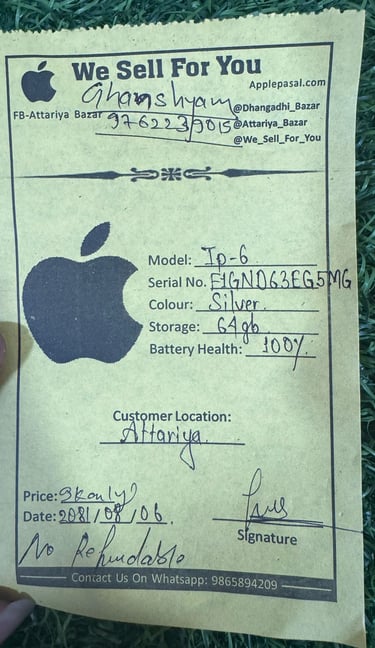 We Sell For You
Applepasal.com
Ghanshyam
@Dhangadhi_Bazar
FB-Attariya Bazar 9762239015 @Attariya_Bazar
@We_Sell_For_You
Model: Ip-6
Serial No. F1GND63EG5MG
Colour: Silver
Storage: 64gb
Battery Health: 100%
Customer Location:
Attariya
Price: 9k only
Date: 2081/08/06
Signature
No Refundable
Contact Us On Whatsapp: 9865894209